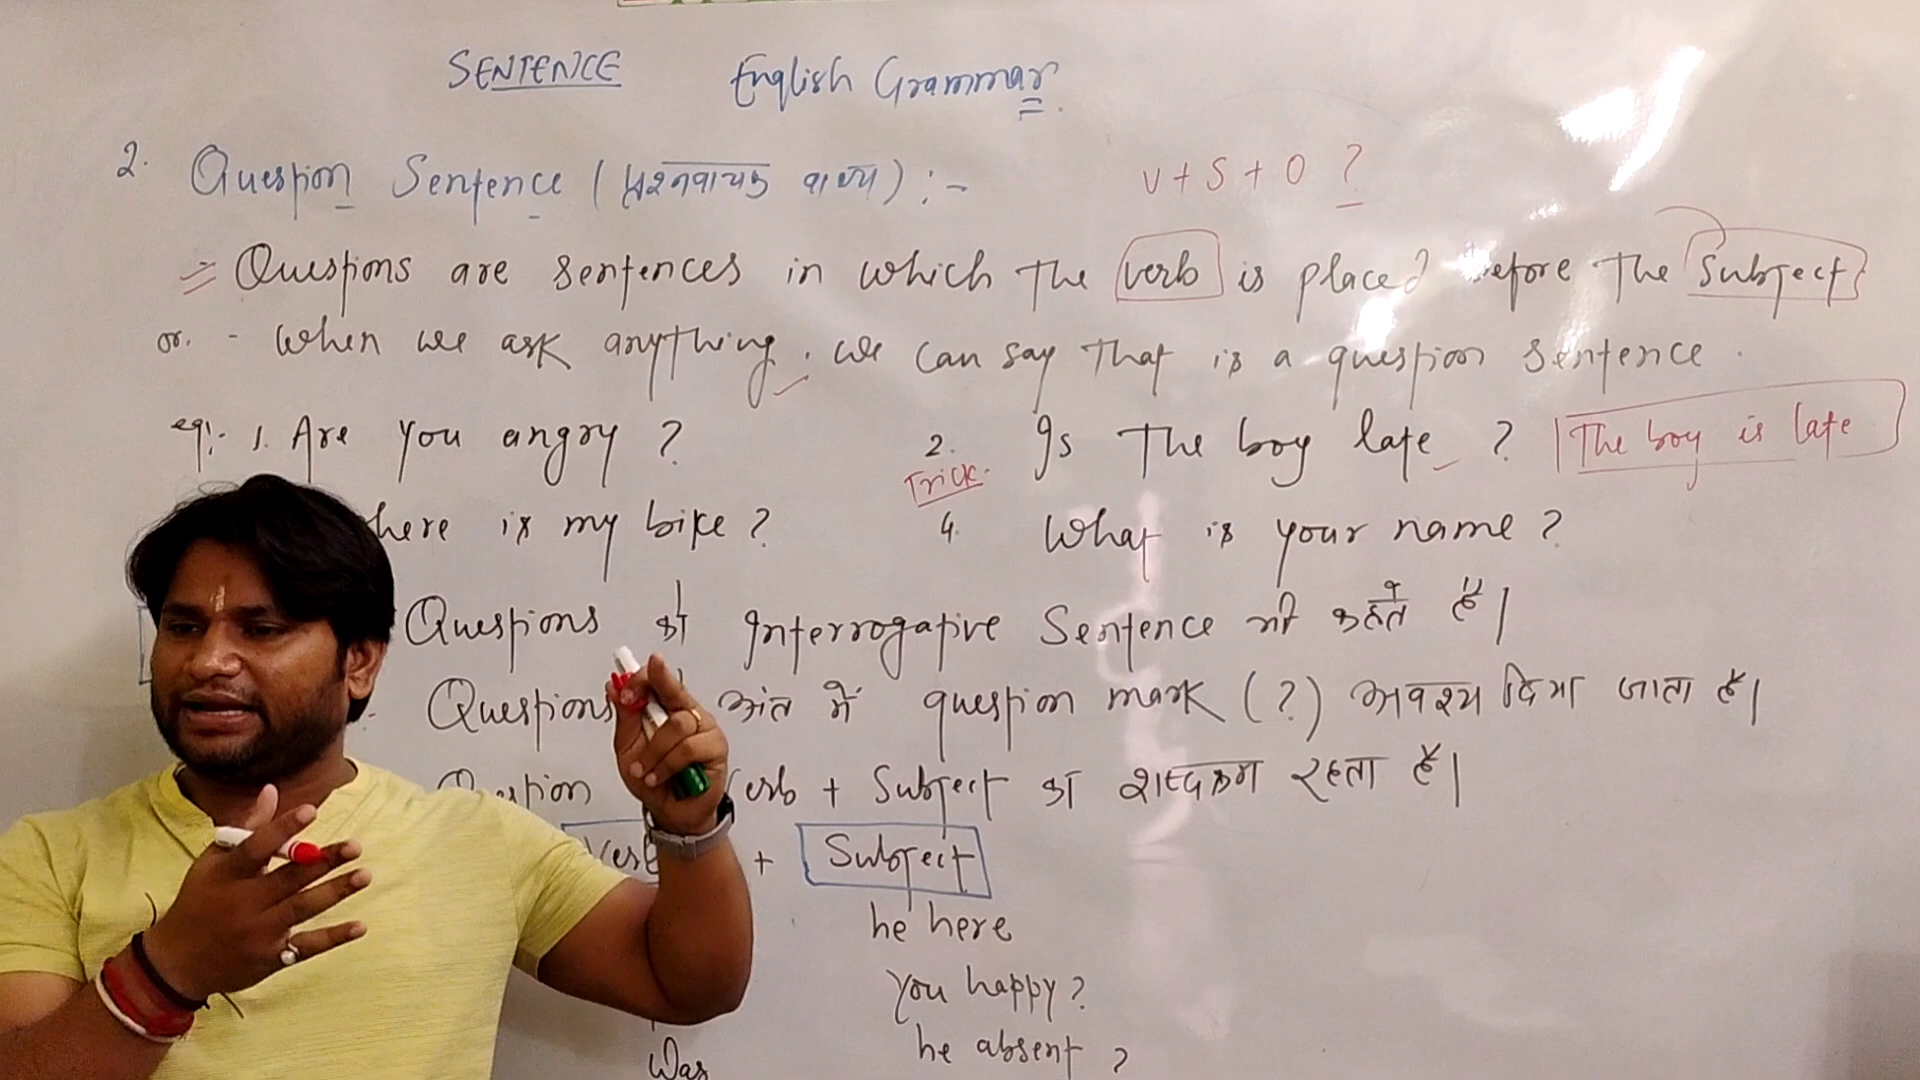 SENTENCE English Grammar
2. Question Sentence (प्रश्नवाचक वाक्य) :- V + S + O ?
= Questions are sentences in which the verb is placed before the Subject
or. - When we ask anything, we can say that is a question sentence.
eg:- 1. Are you angry ? 2. Is the boy late ? The boy is late
Trick.
here is my bike ? 4. What is your name ?
Questions को Interrogative Sentence भी कहते हैं।
Questions अंत में question mark (?) अवश्य दिया जाता है।
Question Verb + Subject का शब्दक्रम रहता है।
Verb + Subject
he here
You happy ?
Was he absent ?